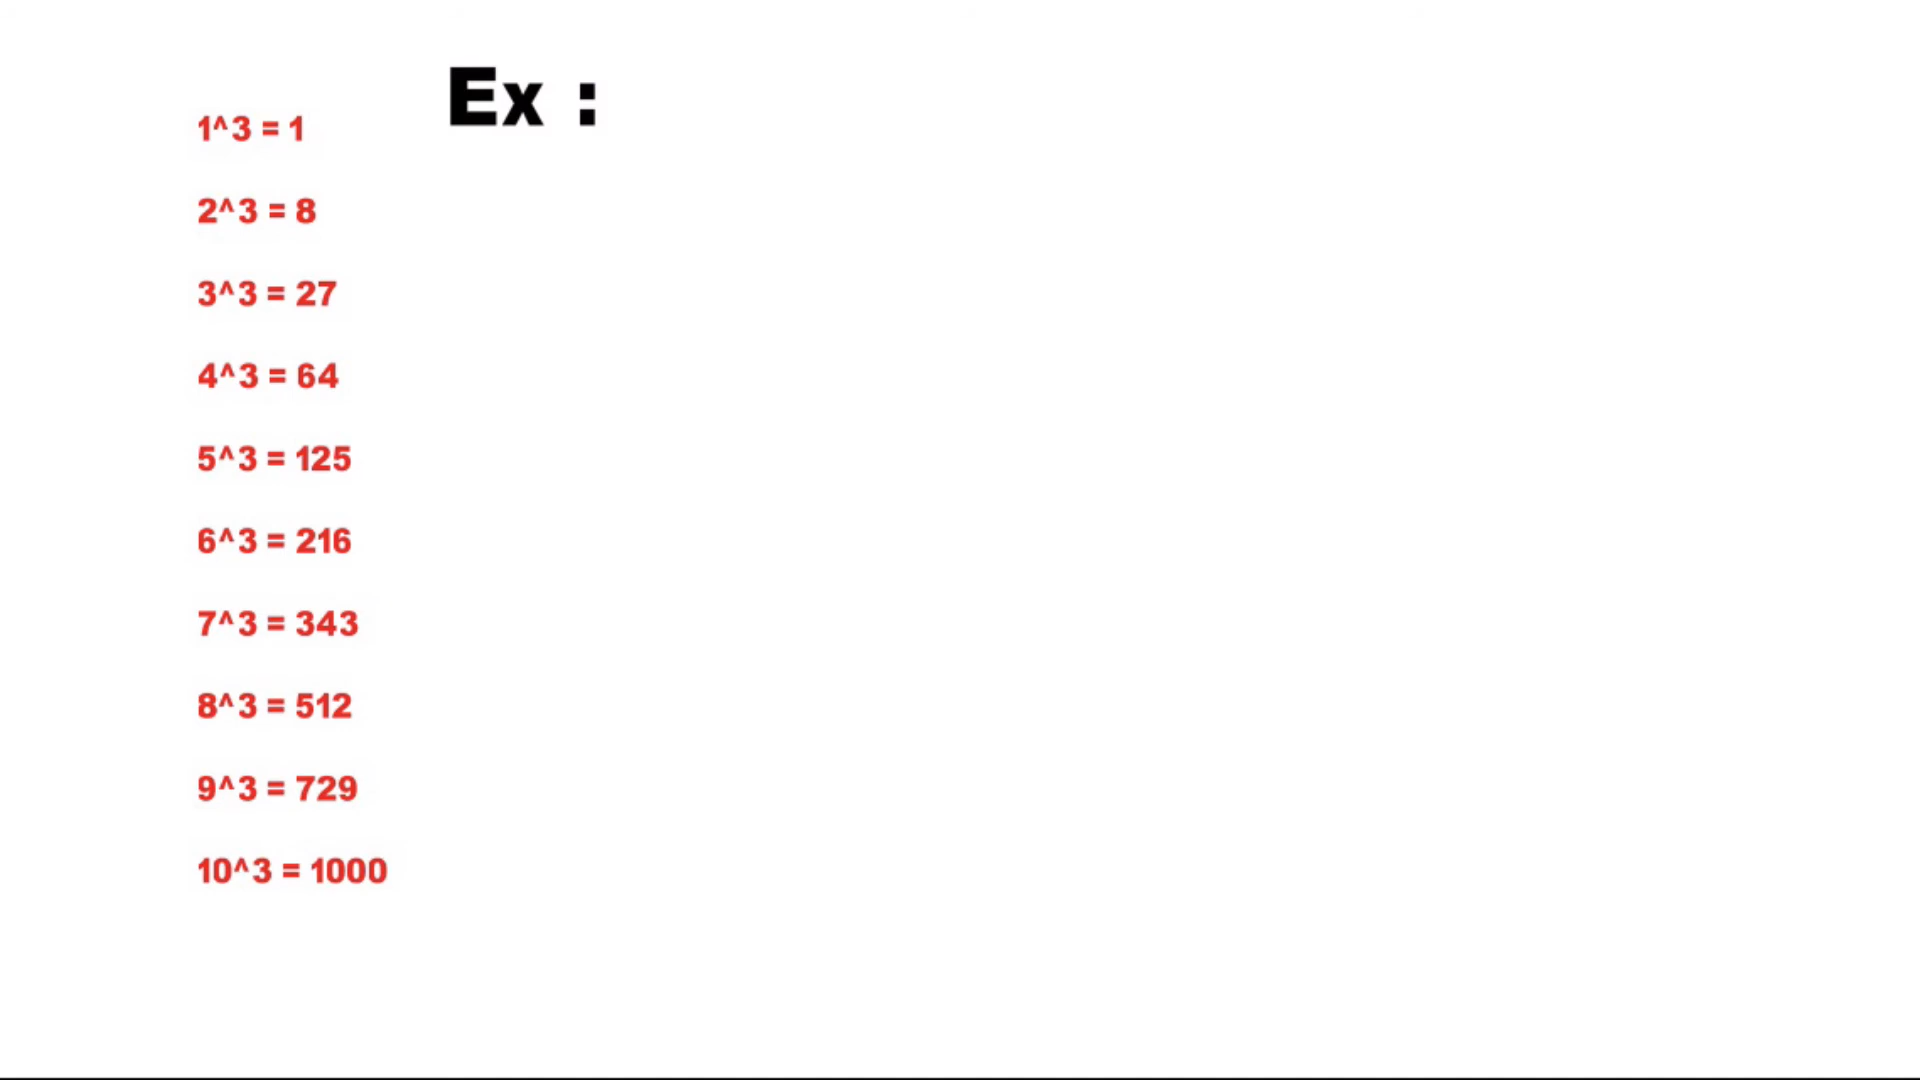 Ex :
1^3 = 1
2^3 = 8
3^3 = 27
4^3 = 64
5^3 = 125
6^3 = 216
7^3 = 343
8^3 = 512
9^3 = 729
10^3 = 1000